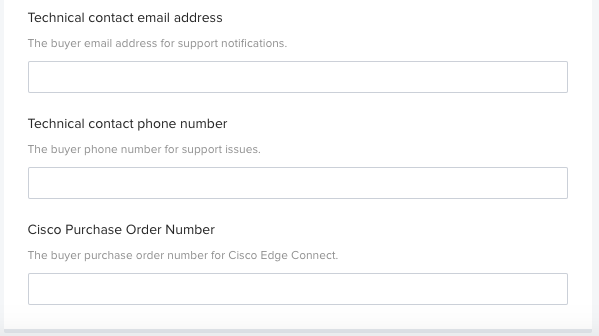 Technical contact email address
The buyer email address for support notifications.
Technical contact phone number
The buyer phone number for support issues.
Cisco Purchase Order Number
The buyer purchase order number for Cisco Edge Connect.